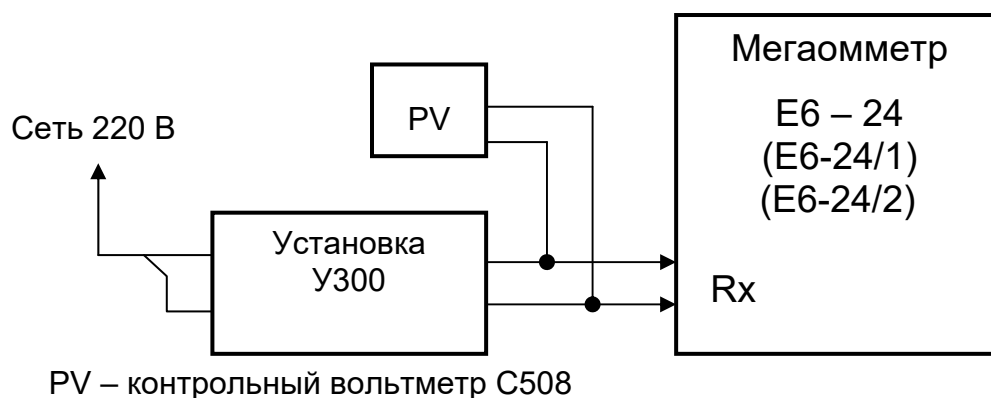 Мегаомметр
Е6 – 24
(Е6-24/1)
(Е6-24/2)
PV
Сеть 220 В
Установка
У300
Rx
PV – контрольный вольтметр С508